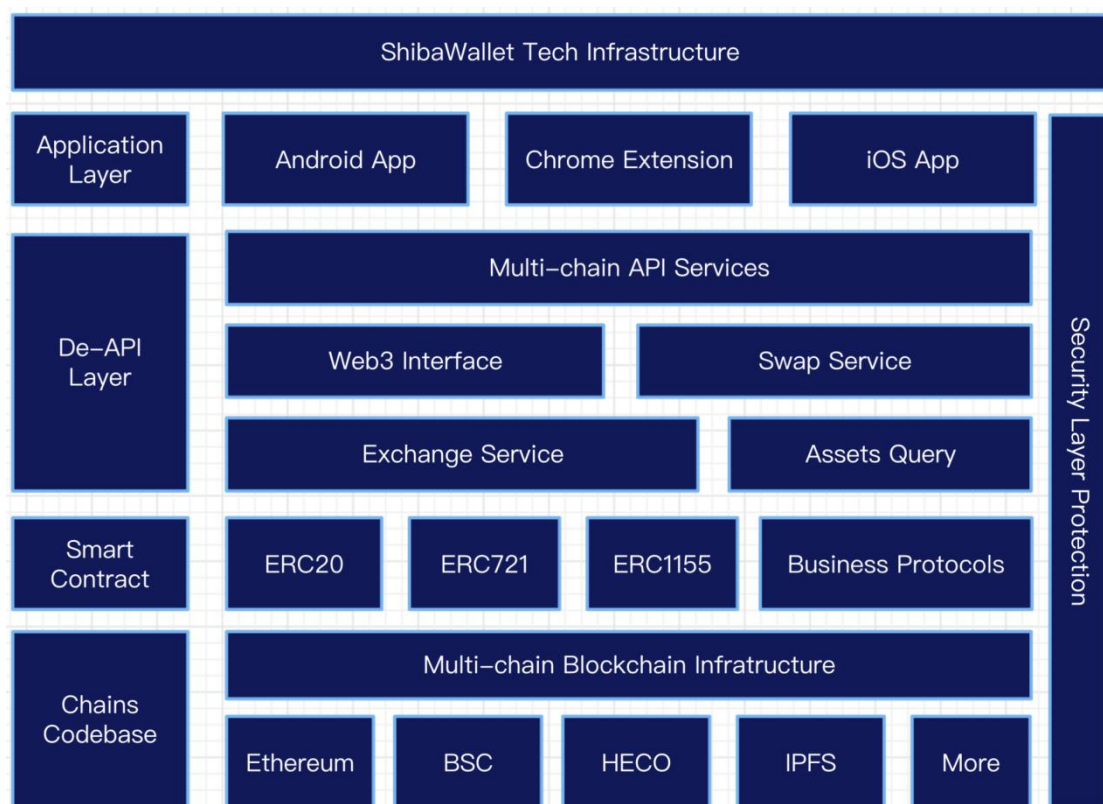 ShibaWallet Tech Infrastructure
Application
Layer
Android App
Chrome Extension
iOS App
De-API
Layer
Multi-chain API Services
Web3 Interface
Swap Service
Exchange Service
Assets Query
Smart
Contract
ERC20
ERC721
ERC1155
Business Protocols
Chains
Codebase
Multi-chain Blockchain Infratructure
Ethereum
BSC
HECO
IPFS
More
Security Layer Protection